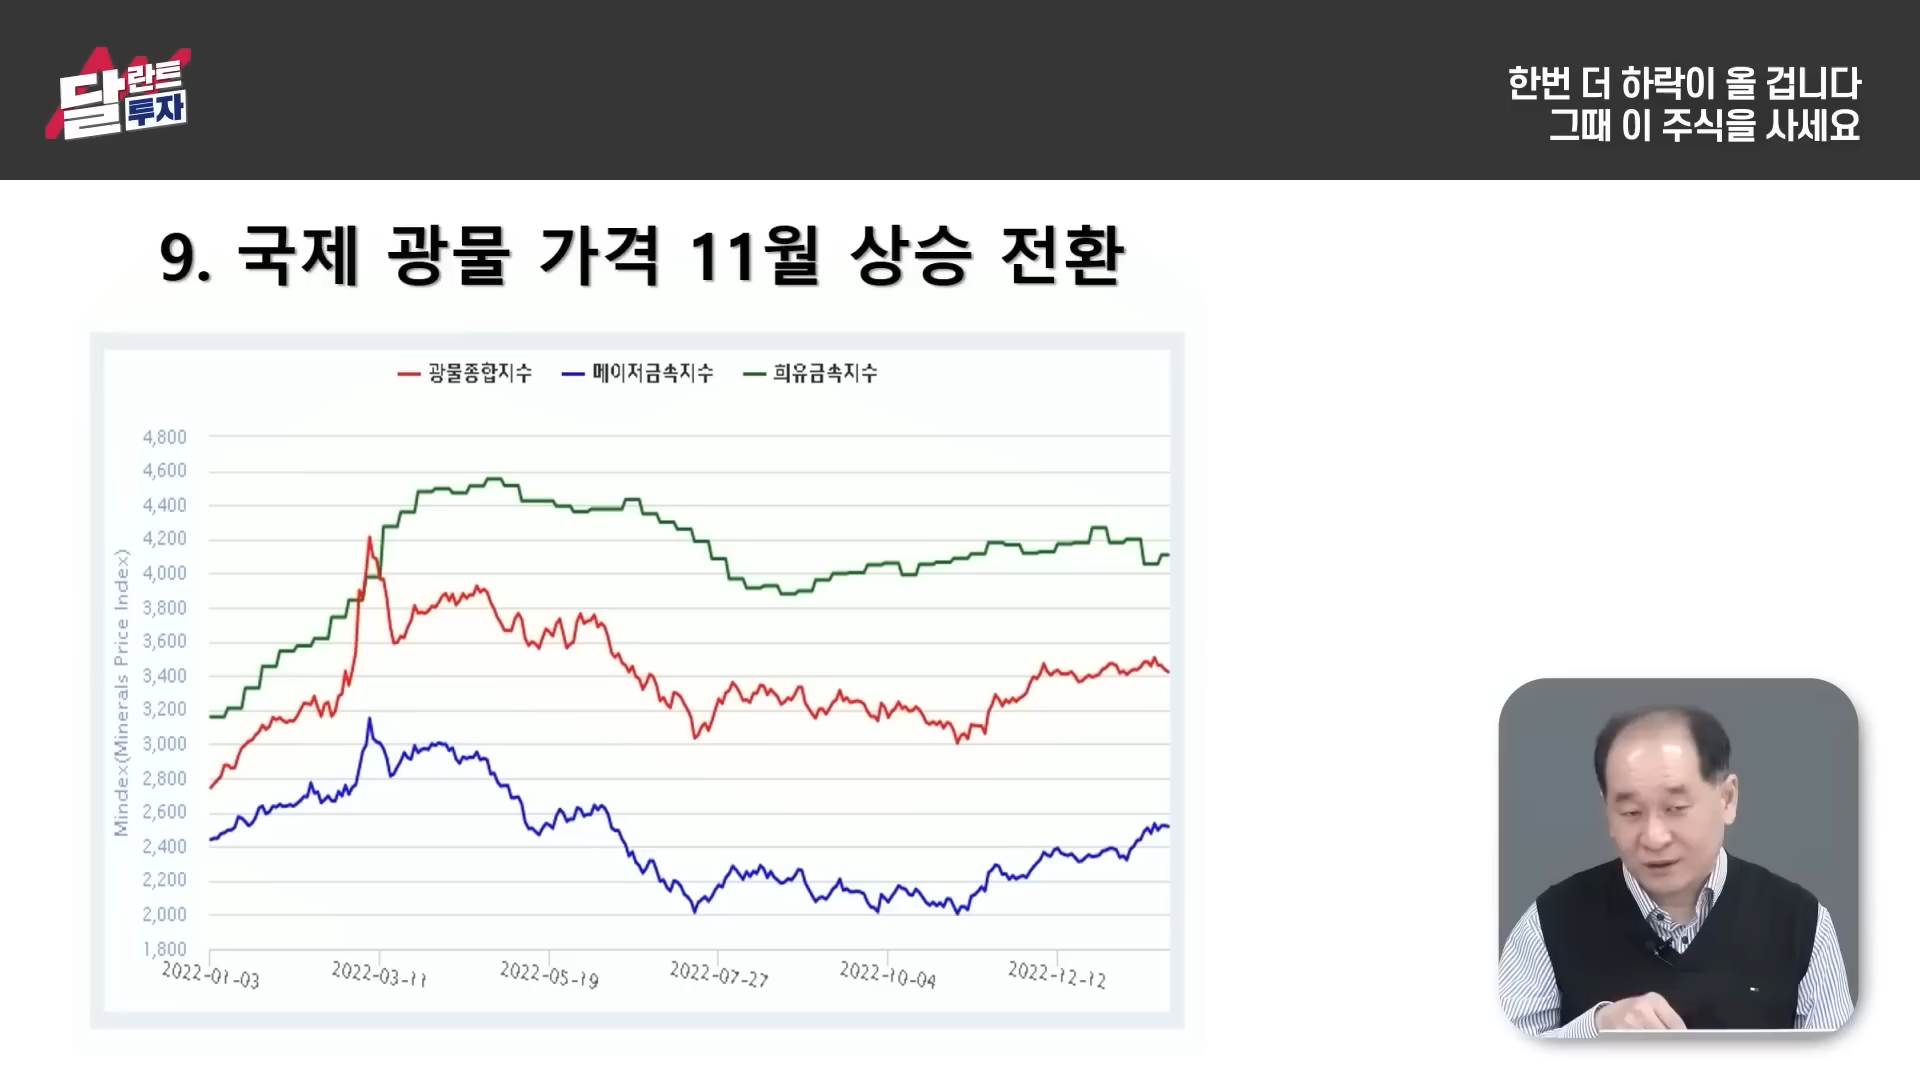 달란트
투자
한번 더 하락이 올 겁니다
그때 이 주식을 사세요
9. 국제 광물 가격 11월 상승 전환
광물종합지수 메이저금속지수 희유금속지수
Mindex(Minerals Price Index)
4,800
4,600
4,400
4,200
4,000
3,800
3,600
3,400
3,200
3,000
2,800
2,600
2,400
2,200
2,000
1,800
2022-01-03 2022-03-11 2022-05-19 2022-07-27 2022-10-04 2022-12-12